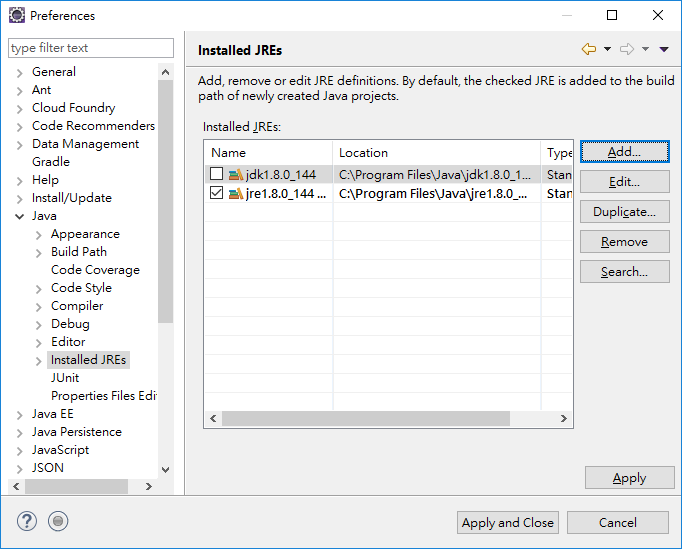 Preferences
type filter text
General
Ant
Cloud Foundry
Code Recommenders
Data Management
Gradle
Help
Install/Update
Java
Appearance
Build Path
Code Coverage
Code Style
Compiler
Debug
Editor
Installed JREs
JUnit
Properties Files Edi
Java EE
Java Persistence
JavaScript
JSON
Installed JREs
Add, remove or edit JRE definitions. By default, the checked JRE is added to the build
path of newly created Java projects.
Installed JREs:
Name Location Type
jdk1.8.0_144 C:\Program Files\Java\jdk1.8.0_1... Stan
jre1.8.0_144 ... C:\Program Files\Java\jre1.8.0_... Stan
Add...
Edit...
Duplicate...
Remove
Search...
Apply
?
Apply and Close Cancel